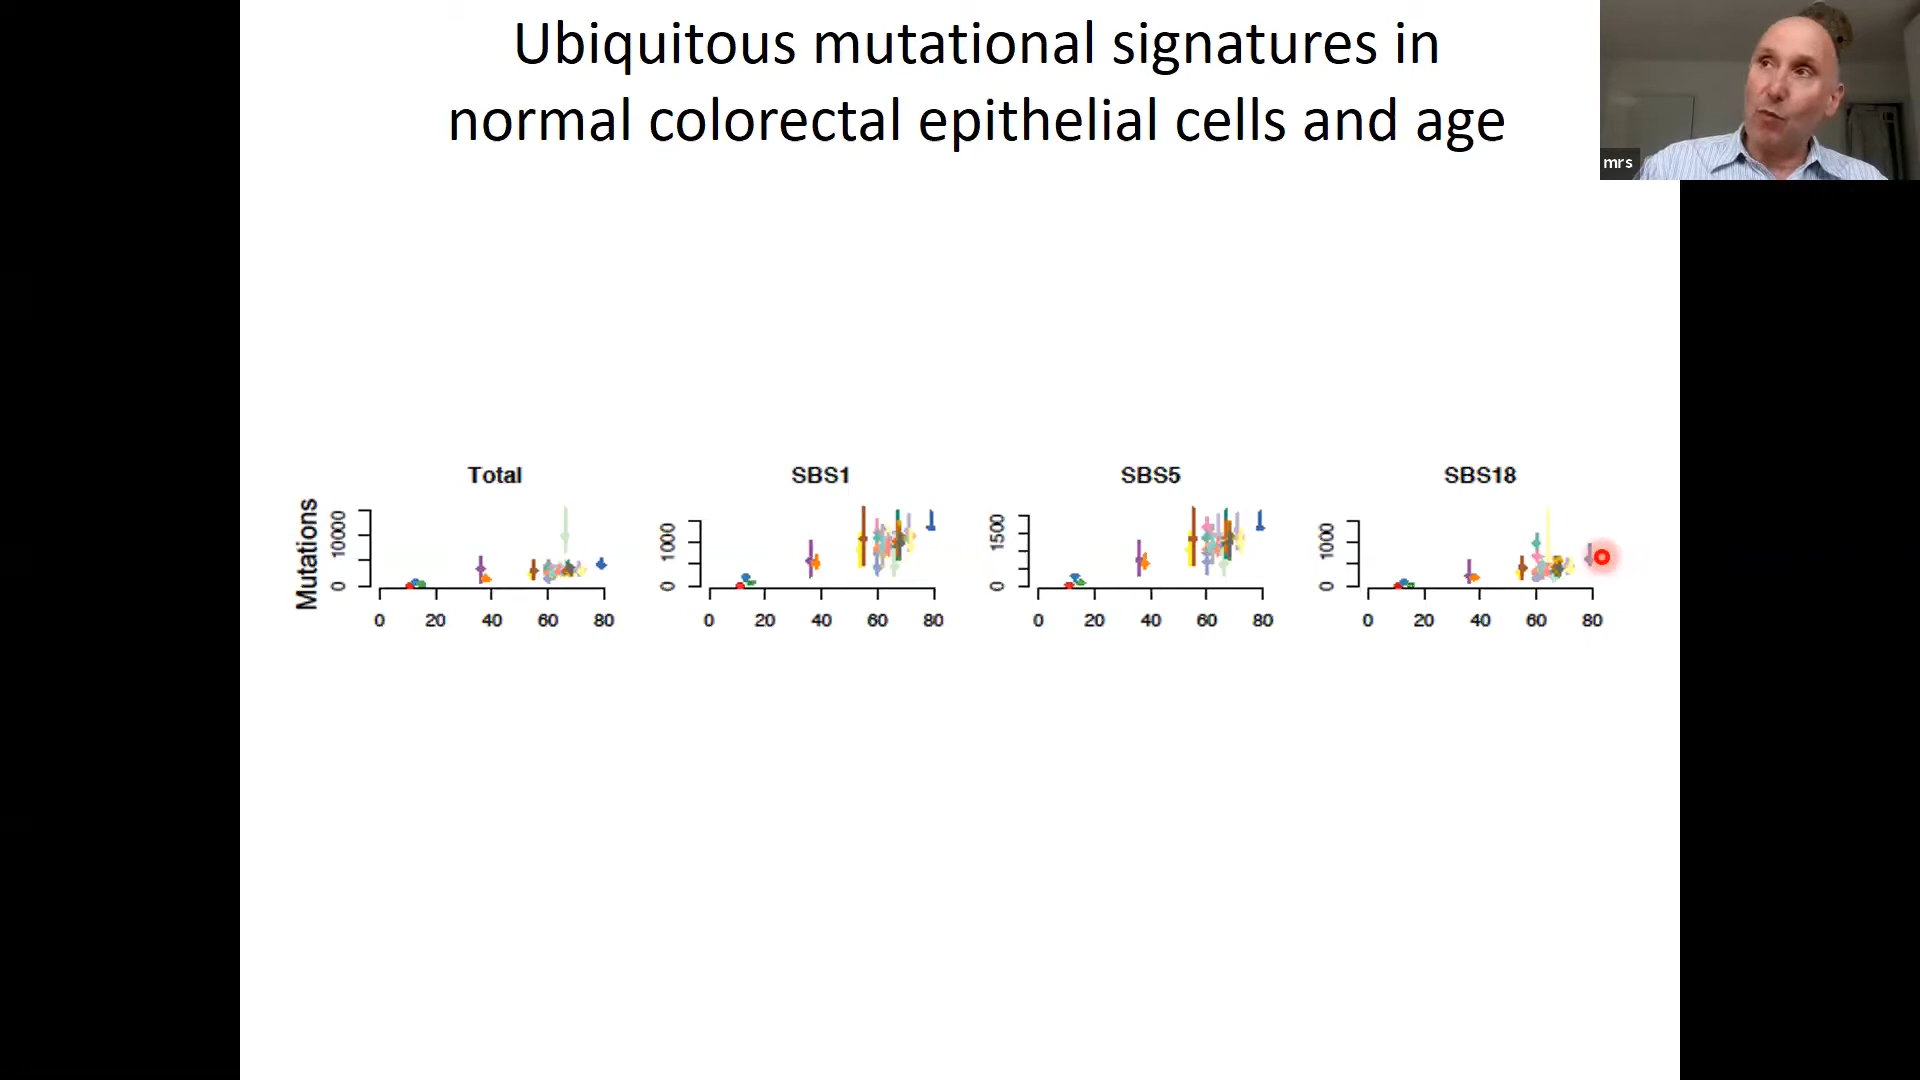 Ubiquitous mutational signatures in
normal colorectal epithelial cells and age
mrs
Total
SBS1
SBS5
SBS18
Mutations
10000
0
0 20 40 60 80
1000
0
0 20 40 60 80
1500
0
0 20 40 60 80
1000
0
0 20 40 60 80